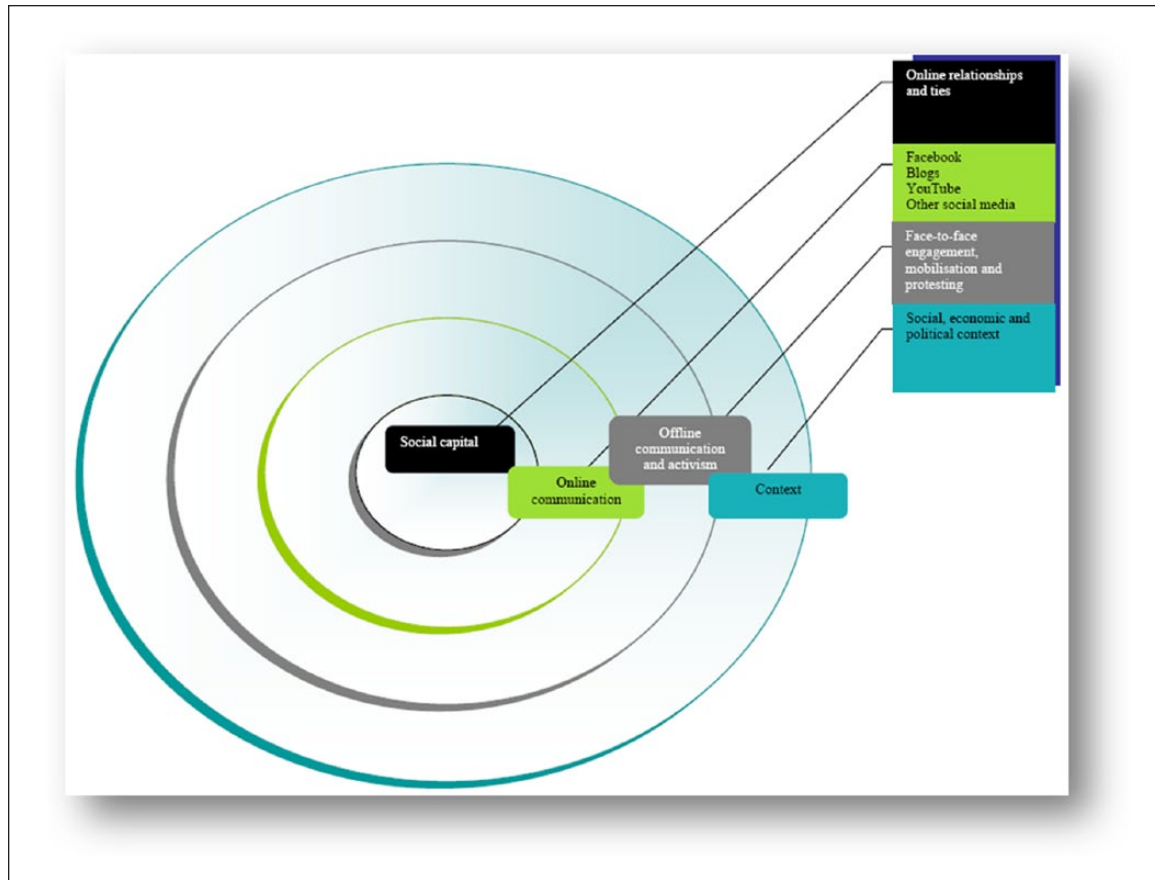 Online relationships
and ties
Facebook
Blogs
YouTube
Other social media
Face-to-face
engagement,
mobilisation and
protesting
Social, economic and
political context
Social capital
Online
communication
Offline
communication
and activism
Context